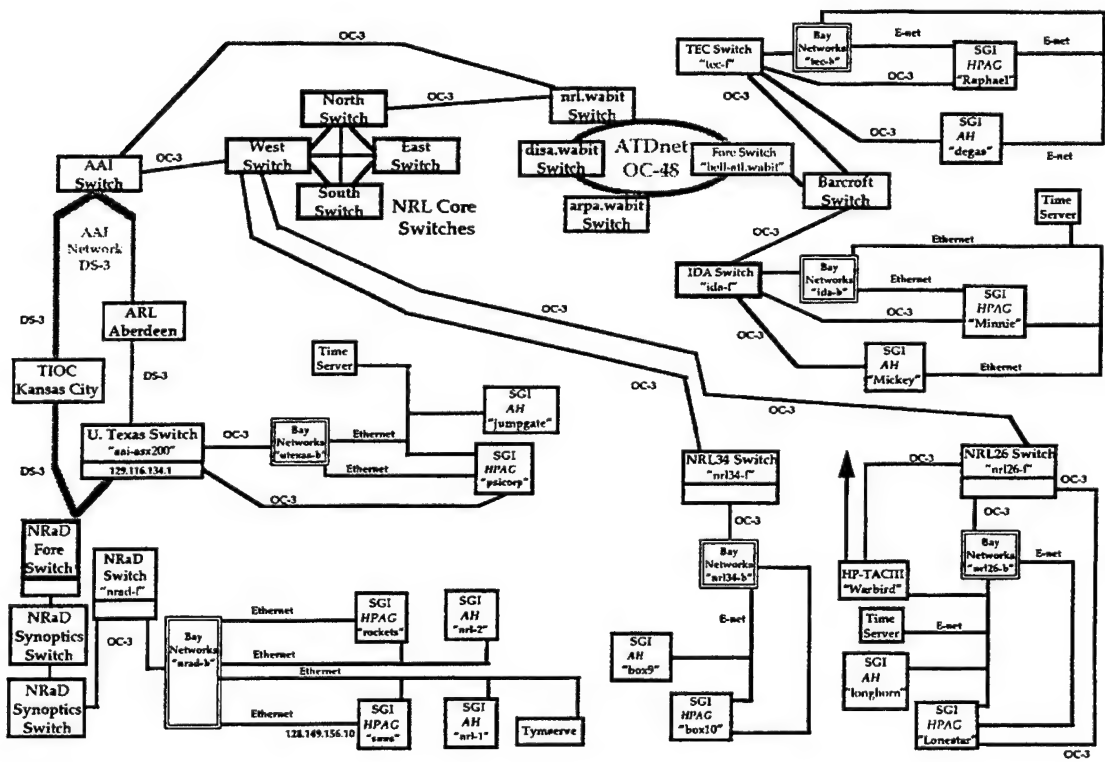 OC-3
North
Switch
OC-3
nrl.wabit
Switch
West
Switch
East
Switch
South
Switch
NRL Core
Switches
AAI
Switch
OC-3
disa.wabit
Switch
ATDnet
OC-48
Fore Switch
"bell-atl.wabit"
arpa.wabit
Switch
Barcroft
Switch
TEC Switch
"tec-f"
Bay
Networks
"tec-b"
E-net
SGI
HPAG
"Raphael"
E-net
OC-3
OC-3
OC-3
SGI
AH
"degas"
E-net
Time
Server
OC-3
IDA Switch
"ida-f"
Bay
Networks
"ida-b"
Ethernet
Ethernet
SGI
HPAG
"Minnie"
OC-3
OC-3
SGI
AH
"Mickey"
Ethernet
AAI
Network
DS-3
DS-3
ARL
Aberdeen
TIOC
Kansas City
DS-3
DS-3
U. Texas Switch
129.116.134.1
OC-3
Time
Server
Bay
Networks
"utexas-b"
Ethernet
Ethernet
SGI
AH
"jumpgate"
SGI
HPAG
"psicorp"
OC-3
OC-3
OC-3
OC-3
NRL34 Switch
"nrl34-f"
OC-3
Bay
Networks
"nrl34-b"
E-net
SGI
AH
"box9"
SGI
HPAG
"box10"
NRL26 Switch
"nrl26-f"
OC-3
OC-3
OC-3
Bay
Networks
"nrl26-b"
E-net
HP-TACIII
"Warbird"
Time
Server
E-net
SGI
AH
"longhorn"
SGI
HPAG
"Lonestar"
OC-3
NRaD
Fore
Switch
NRaD
Synoptics
Switch
NRaD
Synoptics
Switch
NRaD
Switch
"nrad-f"
OC-3
Bay
Networks
"nrad-b"
Ethernet
SGI
HPAG
"rockets"
Ethernet
SGI
AH
"nrl-2"
Ethernet
Ethernet
128.149.156.10
SGI
HPAG
SGI
AH
"nrl-1"
Tymserve